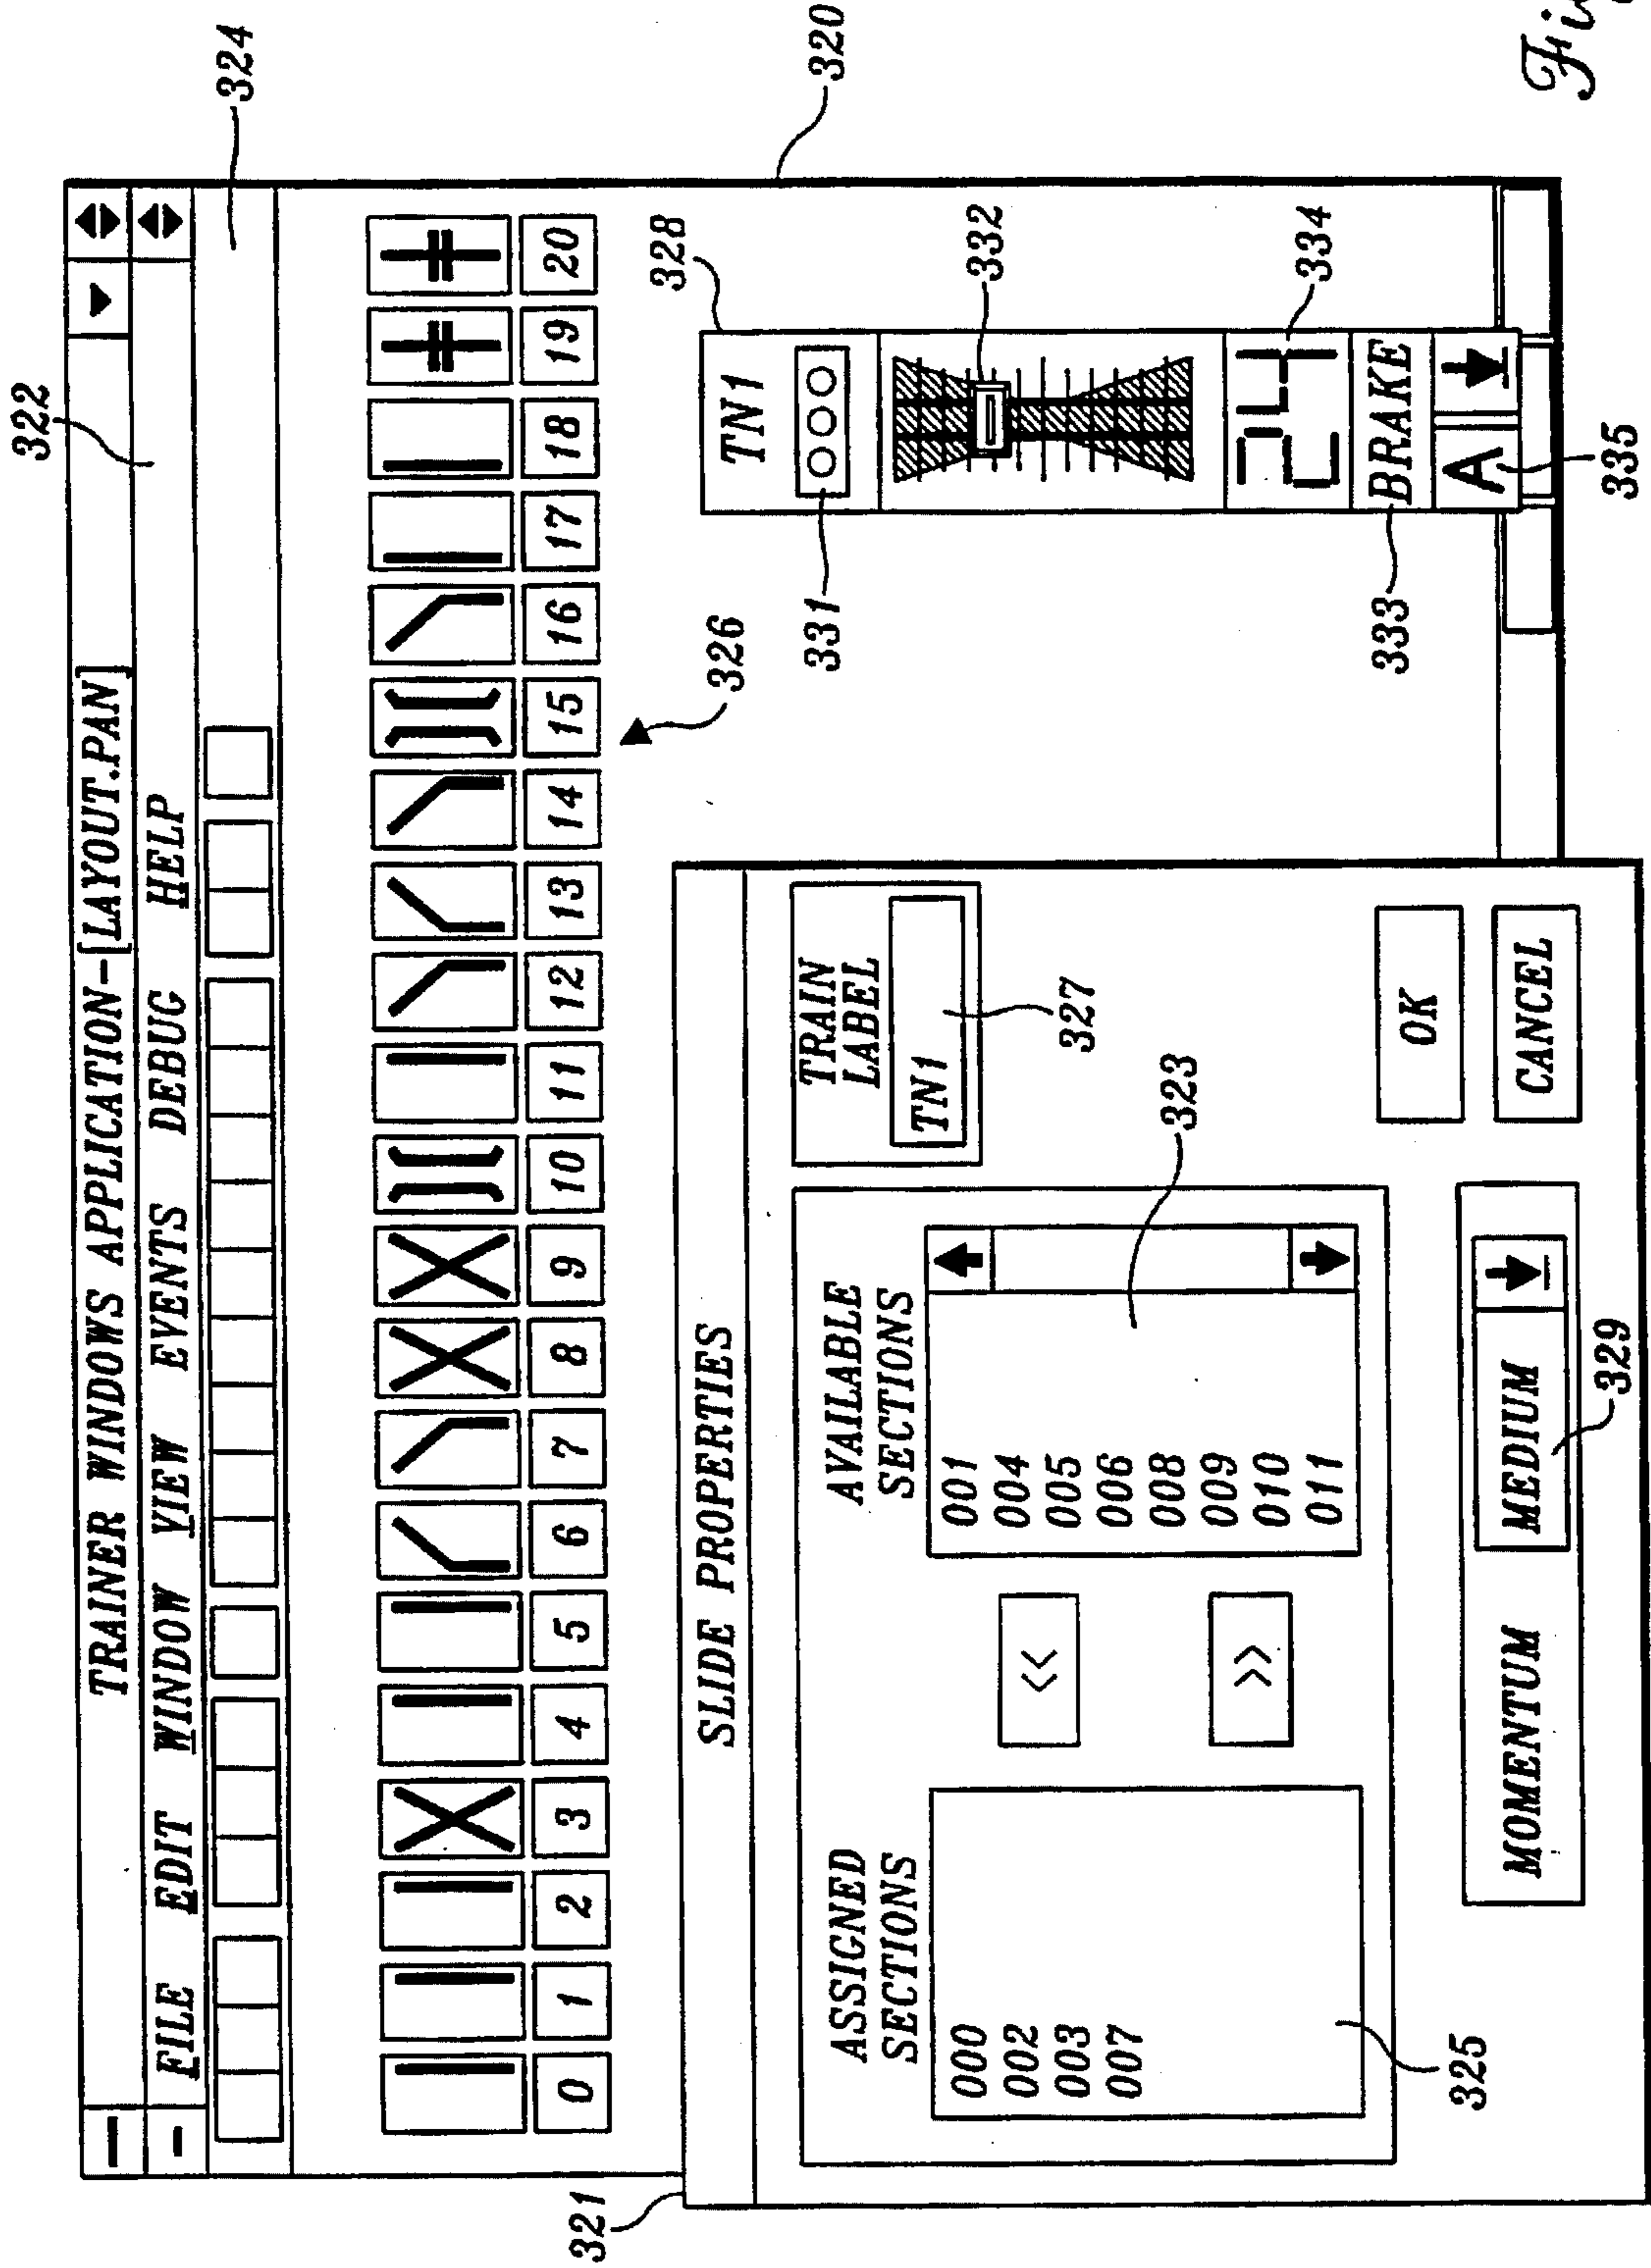 322
324
TRAINER WINDOWS APPLICATION-[LAYOUT.PAN]
FILE EDIT WINDOW VIEW EVENTS DEBUG HELP
0 1 2 3 4 5 6 7 8 9 10 11 12 13 14 15 16 17 18 19 20
326
320
321
SLIDE PROPERTIES
ASSIGNED
SECTIONS
000
002
003
007
325
<<
>>
AVAILABLE
SECTIONS
001
004
005
006
008
009
010
011
323
TRAIN
LABEL
TN1
327
MOMENTUM MEDIUM
329
OK
CANCEL
328
TN1
331
332
24
334
333
BRAKE
A
335